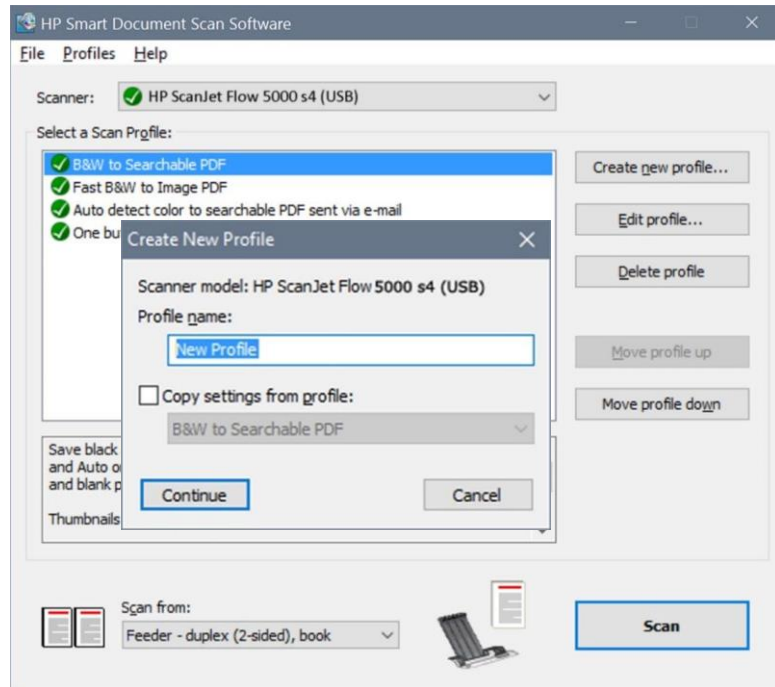 HP Smart Document Scan Software
File Profiles Help
Scanner: HP ScanJet Flow 5000 s4 (USB)
Select a Scan Profile:
B&W to Searchable PDF
Fast B&W to Image PDF
Auto detect color to searchable PDF sent via e-mail
One bu
Create new profile...
Edit profile...
Delete profile
Move profile up
Move profile down
Create New Profile
Scanner model: HP ScanJet Flow 5000 s4 (USB)
Profile name:
New Profile
Copy settings from profile:
B&W to Searchable PDF
Continue Cancel
Save black
and Auto
and blank
Thumbnails
Scan from:
Feeder - duplex (2-sided), book
Scan